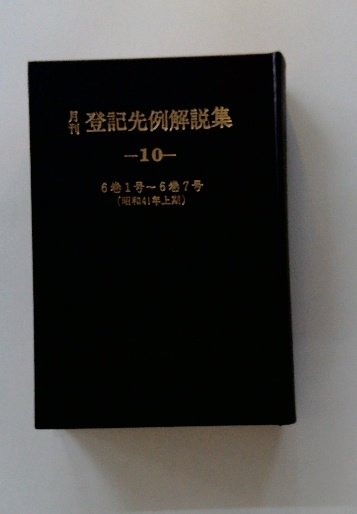 月刊 登記先例解説集
—10—
6巻1号~6巻7号
(昭和41年上期)